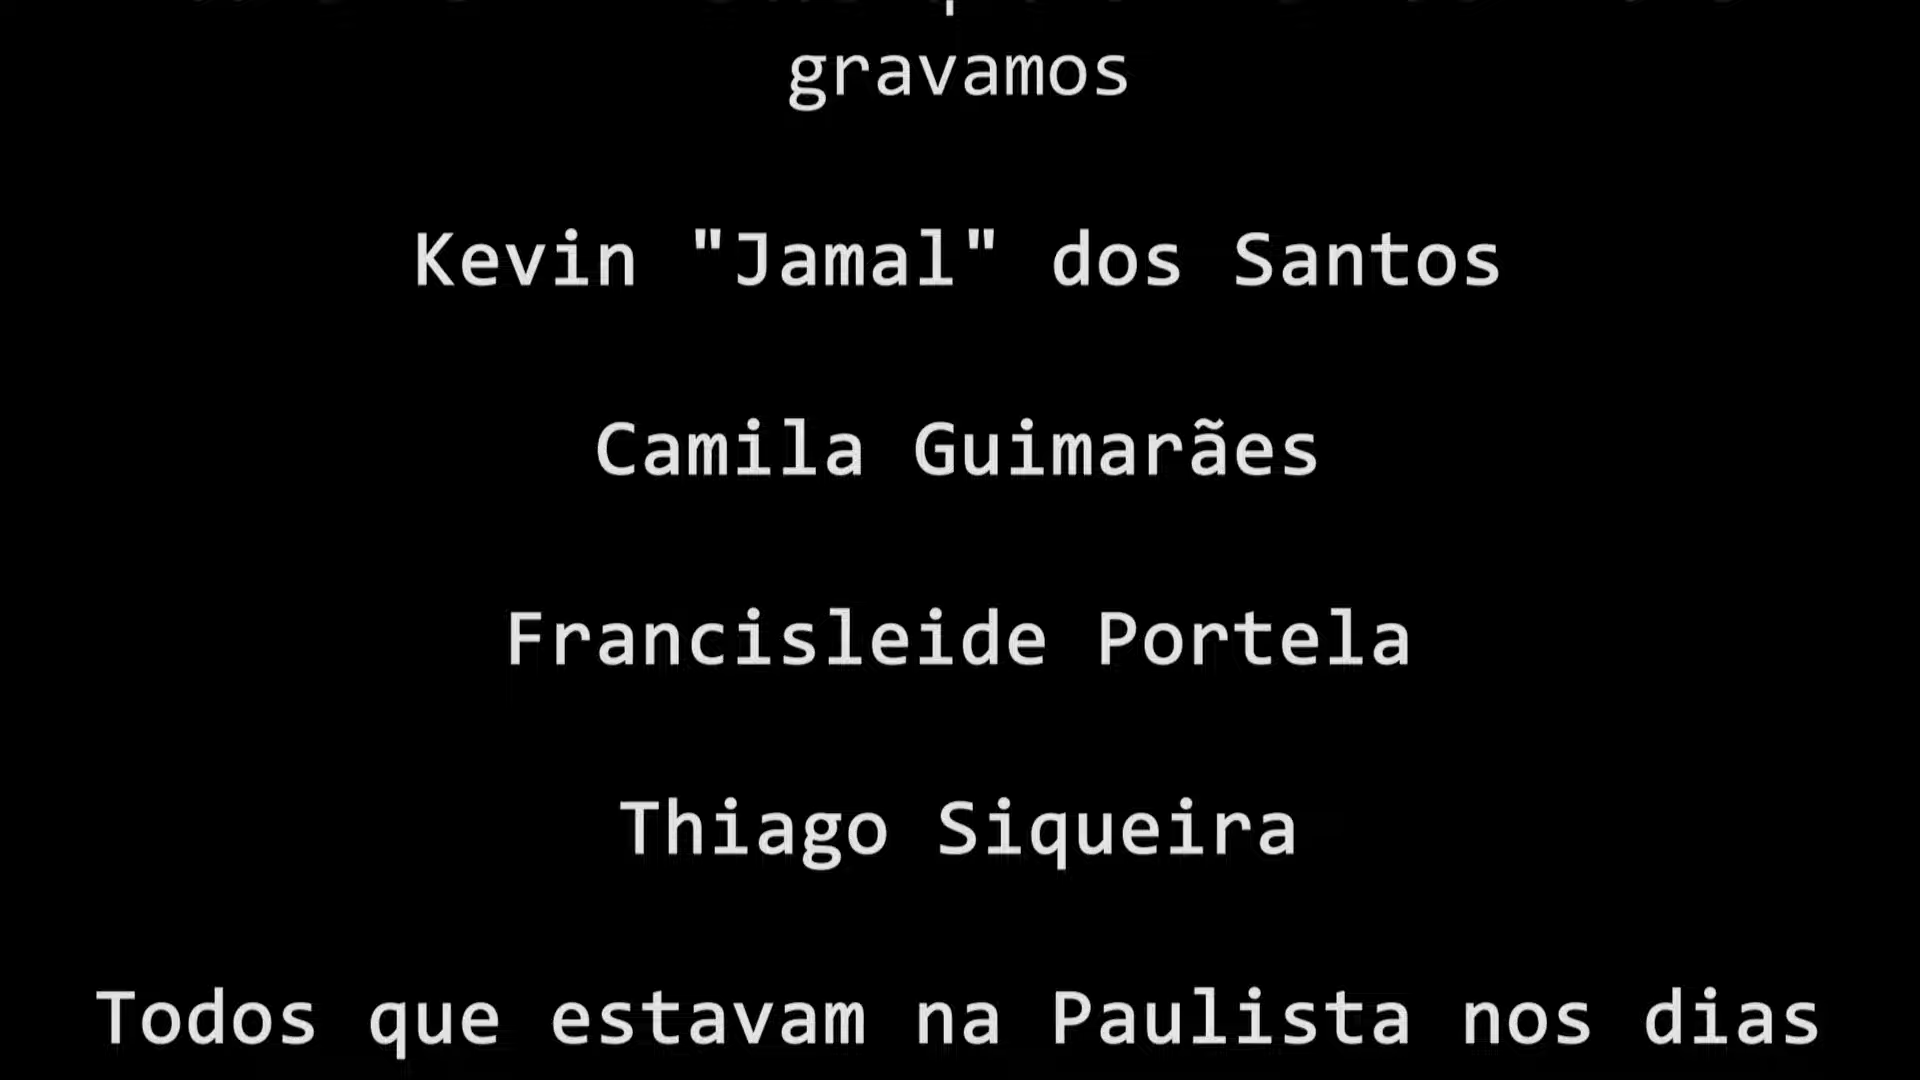 gravamos
Kevin "Jamal" dos Santos
Camila Guimarães
Francisleide Portela
Thiago Siqueira
Todos que estavam na Paulista nos dias